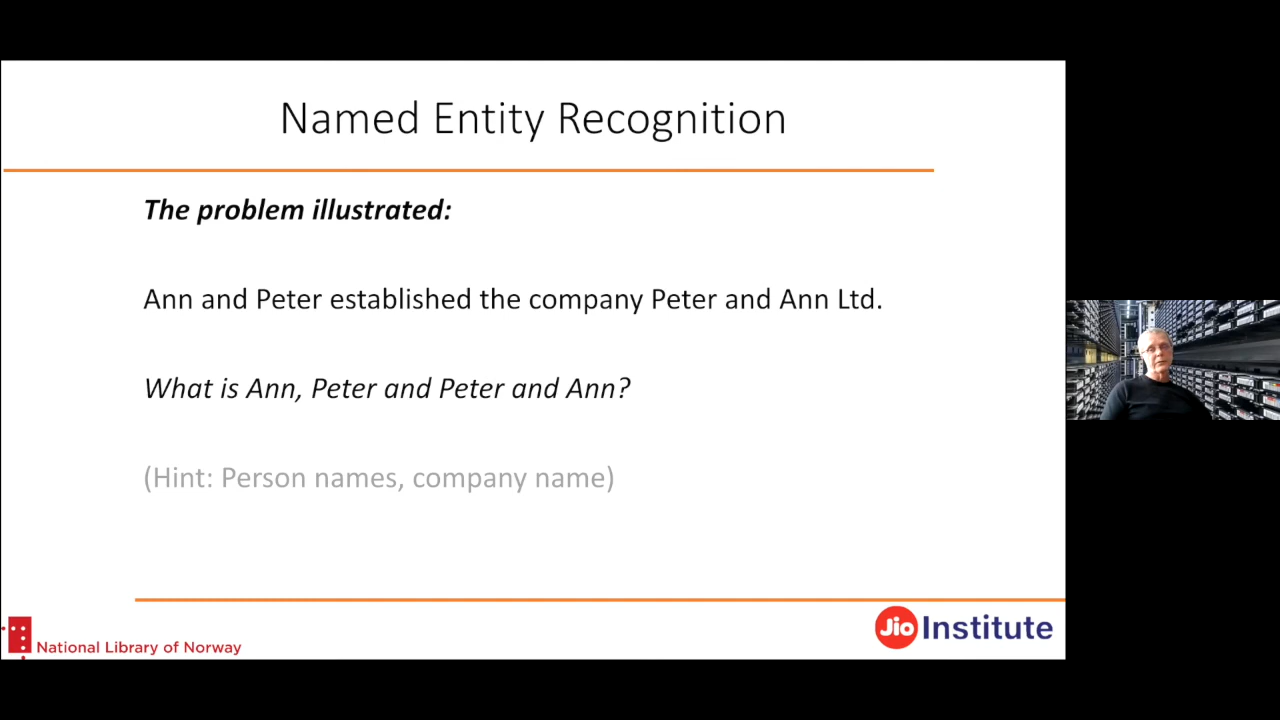 Named Entity Recognition
The problem illustrated:
Ann and Peter established the company Peter and Ann Ltd.
What is Ann, Peter and Peter and Ann?
(Hint: Person names, company name)
National Library of Norway
Jio Institute